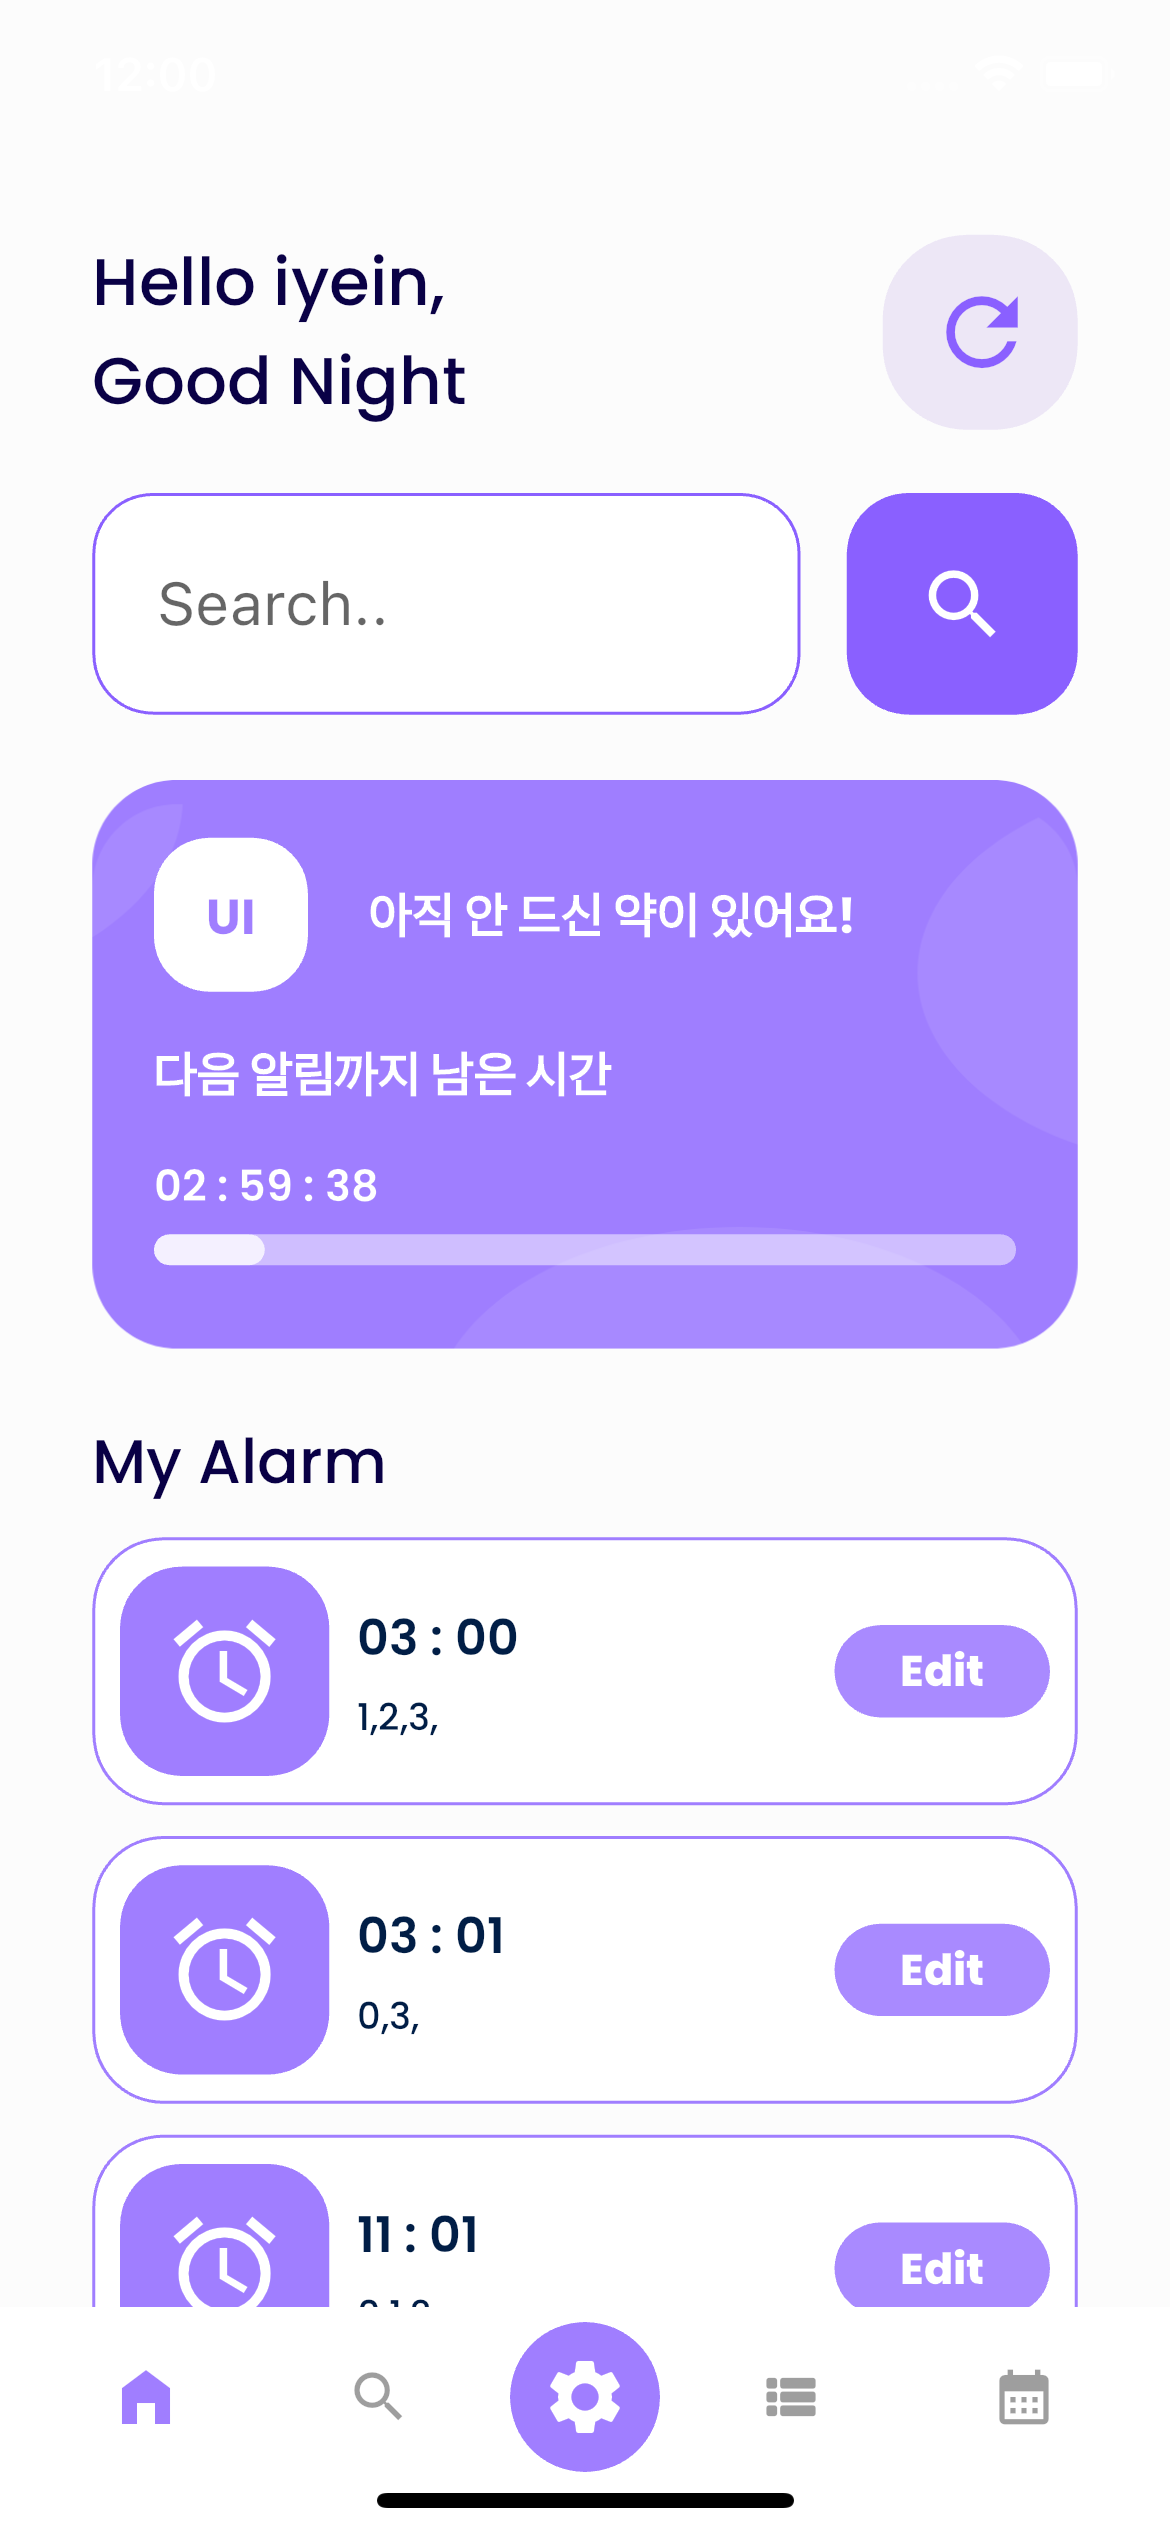 12:00
Hello iyein,
Good Night
Search..
UI
아직 안 드신 약이 있어요!
다음 알림까지 남은 시간
02 : 59 : 38
My Alarm
03 : 00
1,2,3,
Edit
03 : 01
0,3,
Edit
11 : 01
Edit